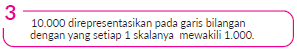 3
10.000 direpresentasikan pada garis bilangan
dengan yang setiap 1 skalanya mewakili 1.000.